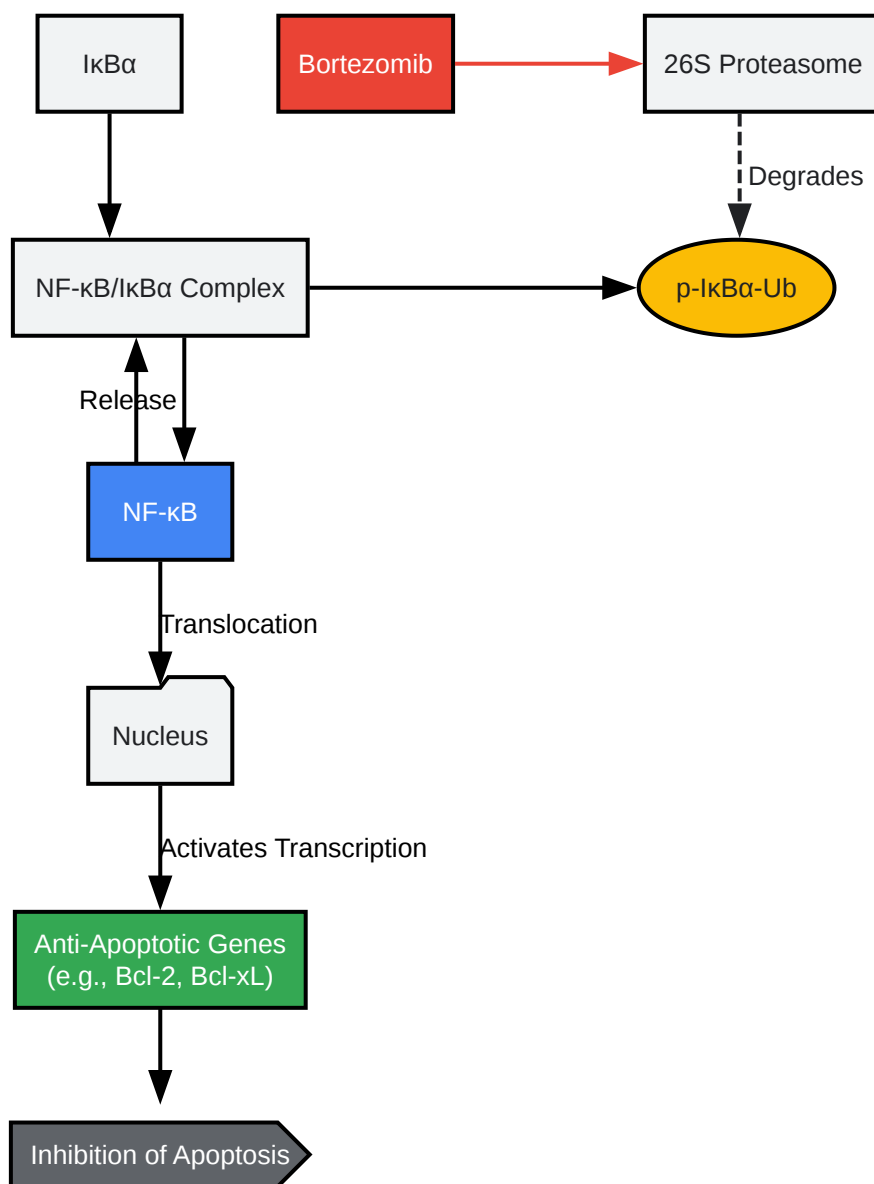 IκBα
Bortezomib
26S Proteasome
Degrades
NF-κB/IκBα Complex
p-IκBα-Ub
Release
NF-κB
Translocation
Nucleus
Activates Transcription
Anti-Apoptotic Genes
(e.g., Bcl-2, Bcl-xL)
Inhibition of Apoptosis